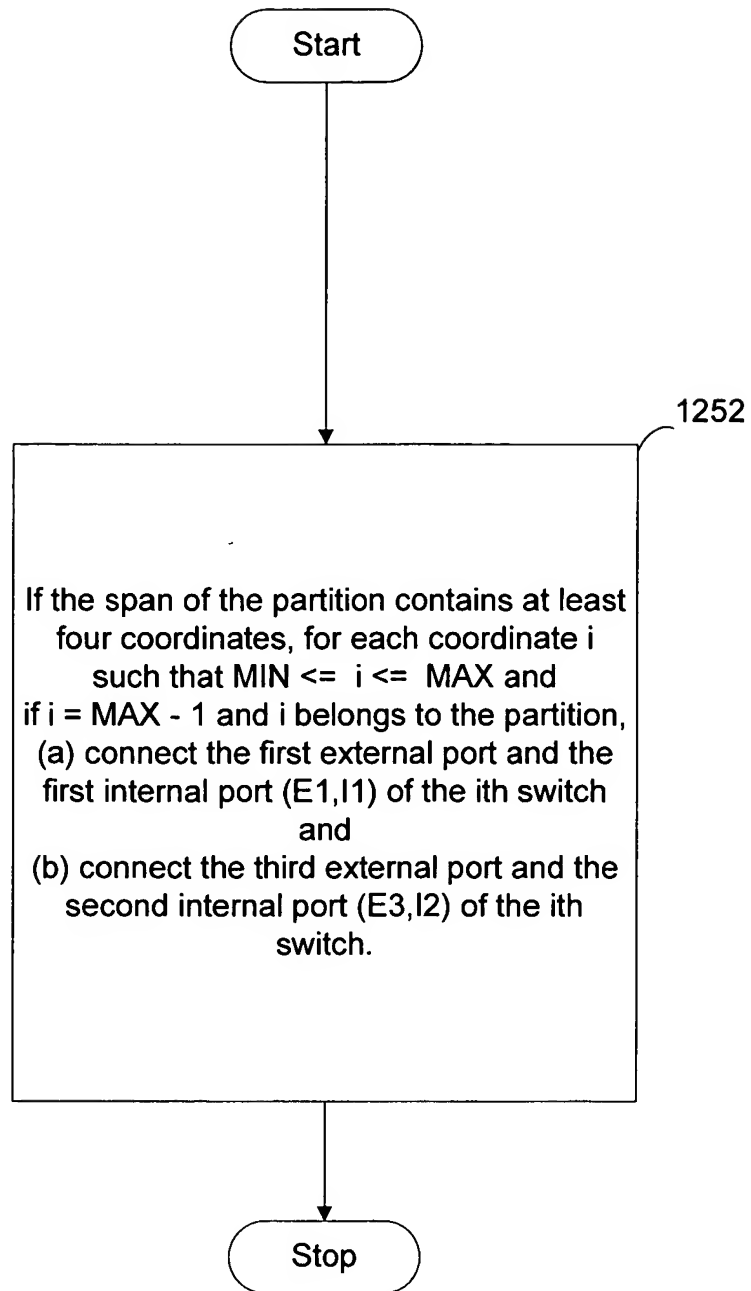 Start
1252
If the span of the partition contains at least
four coordinates, for each coordinate i
such that MIN <= i <= MAX and
if i = MAX - 1 and i belongs to the partition,
(a) connect the first external port and the
first internal port (E1,I1) of the ith switch
and
(b) connect the third external port and the
second internal port (E3,I2) of the ith
switch.
Stop